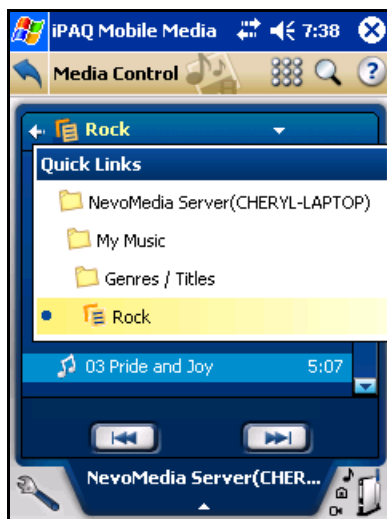 iPAQ Mobile Media 7:38
Media Control ?
Rock
Quick Links
NevoMedia Server(CHERYL-LAPTOP)
My Music
Genres / Titles
Rock
03 Pride and Joy 5:07
NevoMedia Server(CHER...